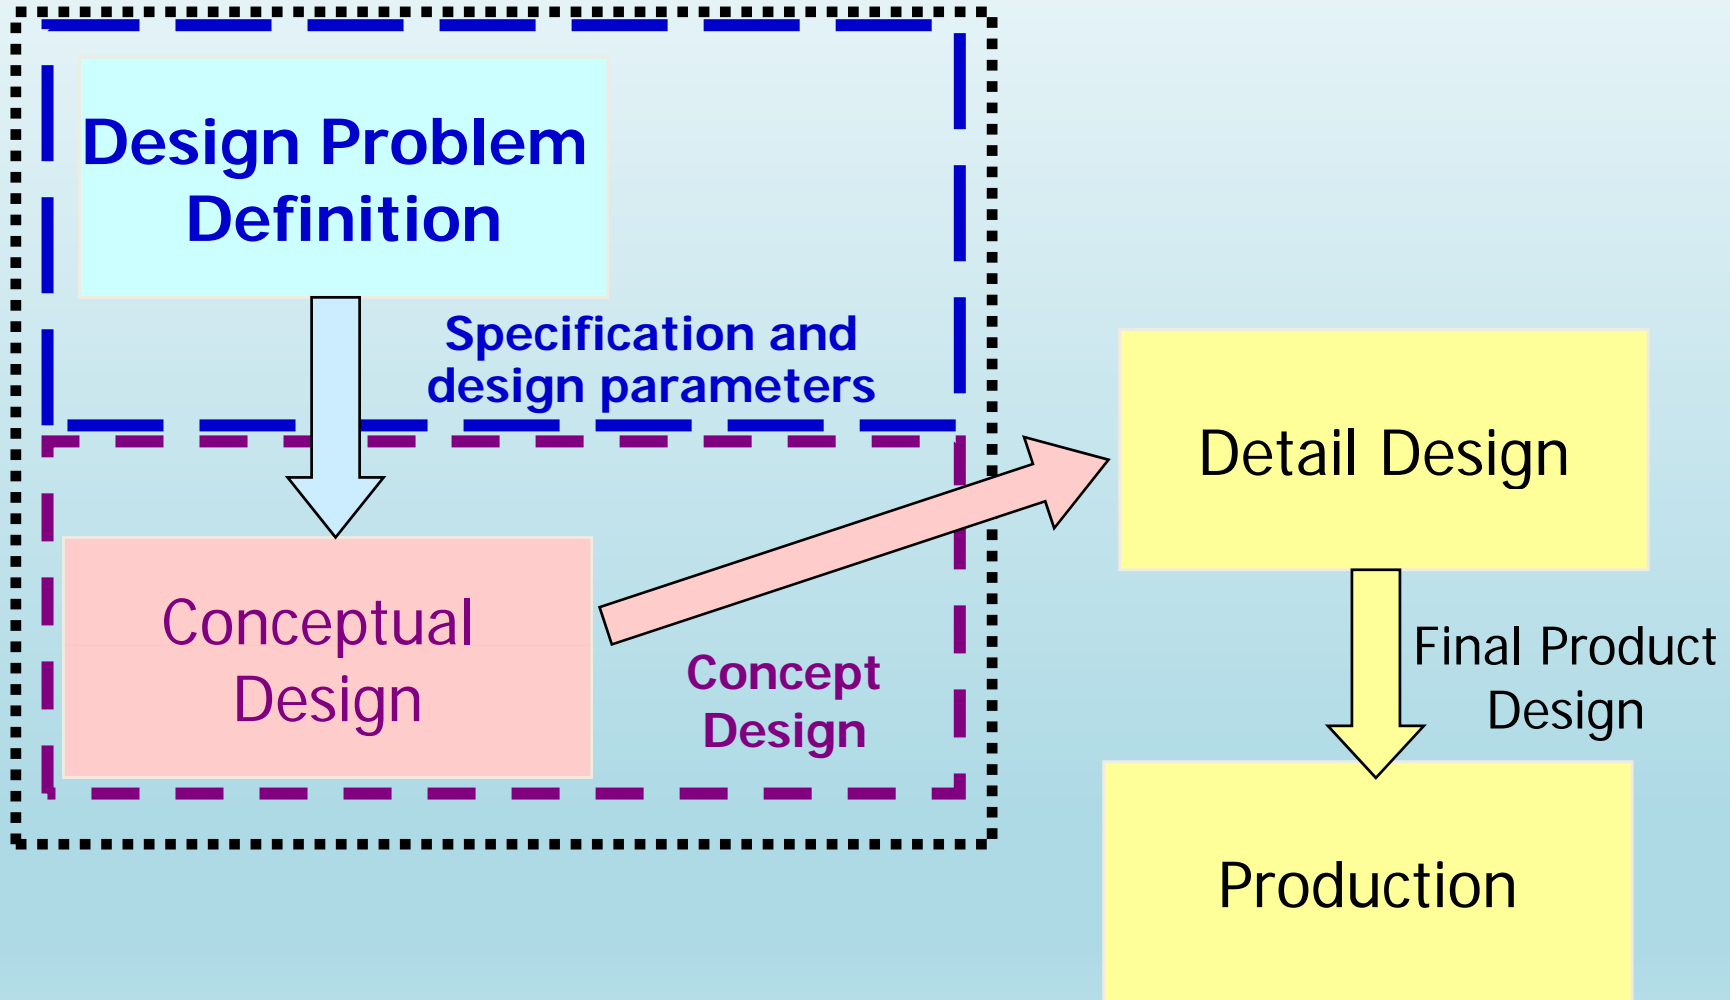 Design Problem
Definition
Specification and
design parameters
Conceptual
Design
Concept
Design
Detail Design
Final Product
Design
Production